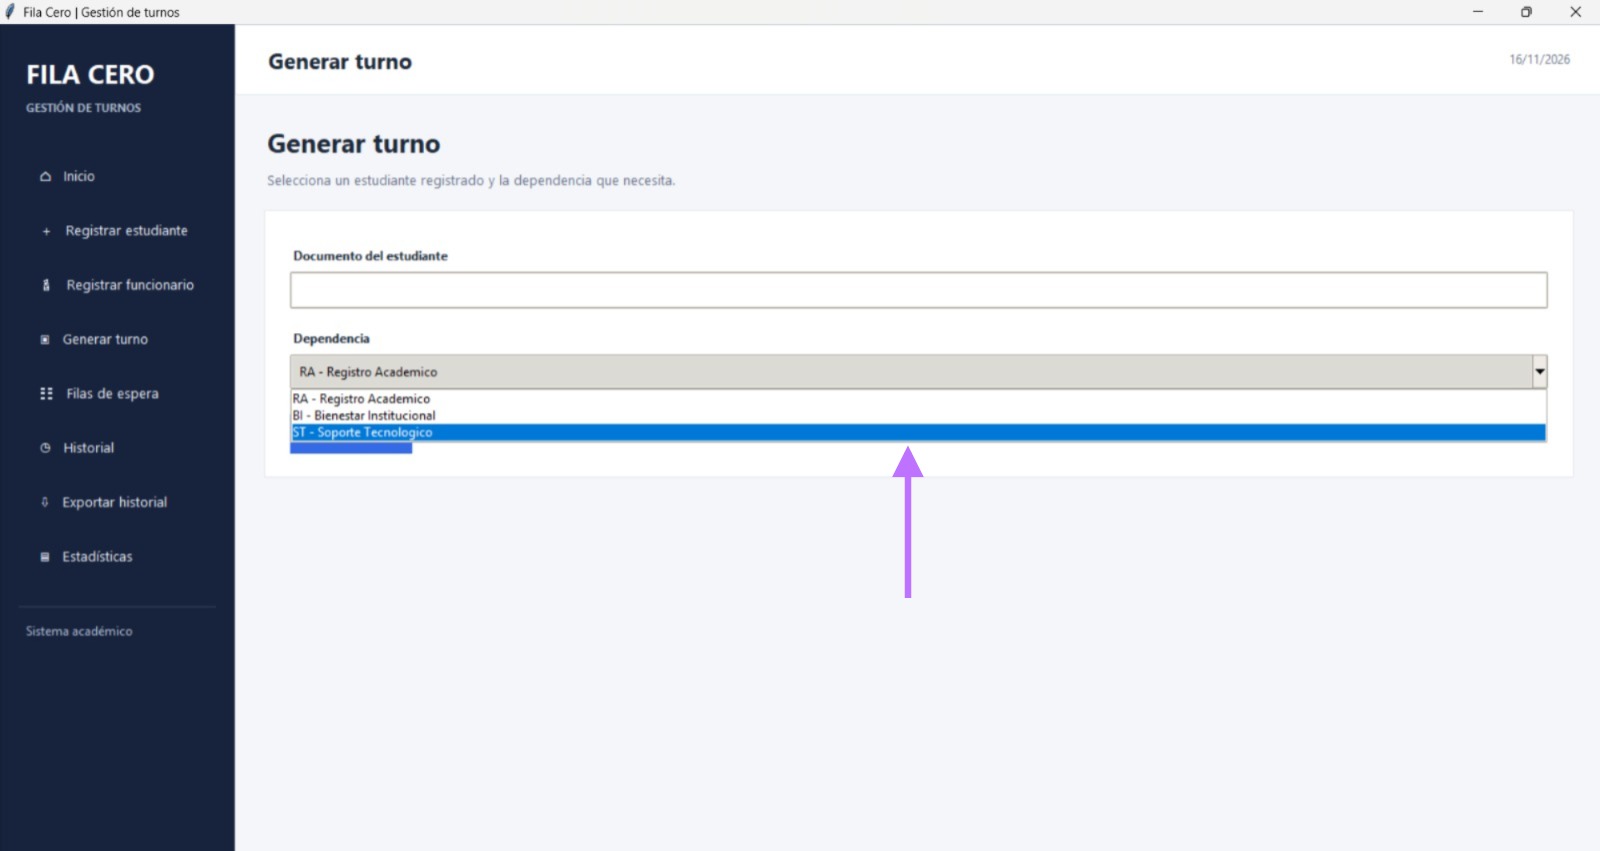 Fila Cero | Gestión de turnos
FILA CERO
GESTIÓN DE TURNOS
Inicio
+ Registrar estudiante
Registrar funcionario
Generar turno
Filas de espera
Historial
Exportar historial
Estadísticas
Sistema académico
Generar turno
16/11/2026
Generar turno
Selecciona un estudiante registrado y la dependencia que necesita.
Documento del estudiante
Dependencia
RA - Registro Academico
RA - Registro Academico
BI - Bienestar Institucional
ST - Soporte Tecnologico